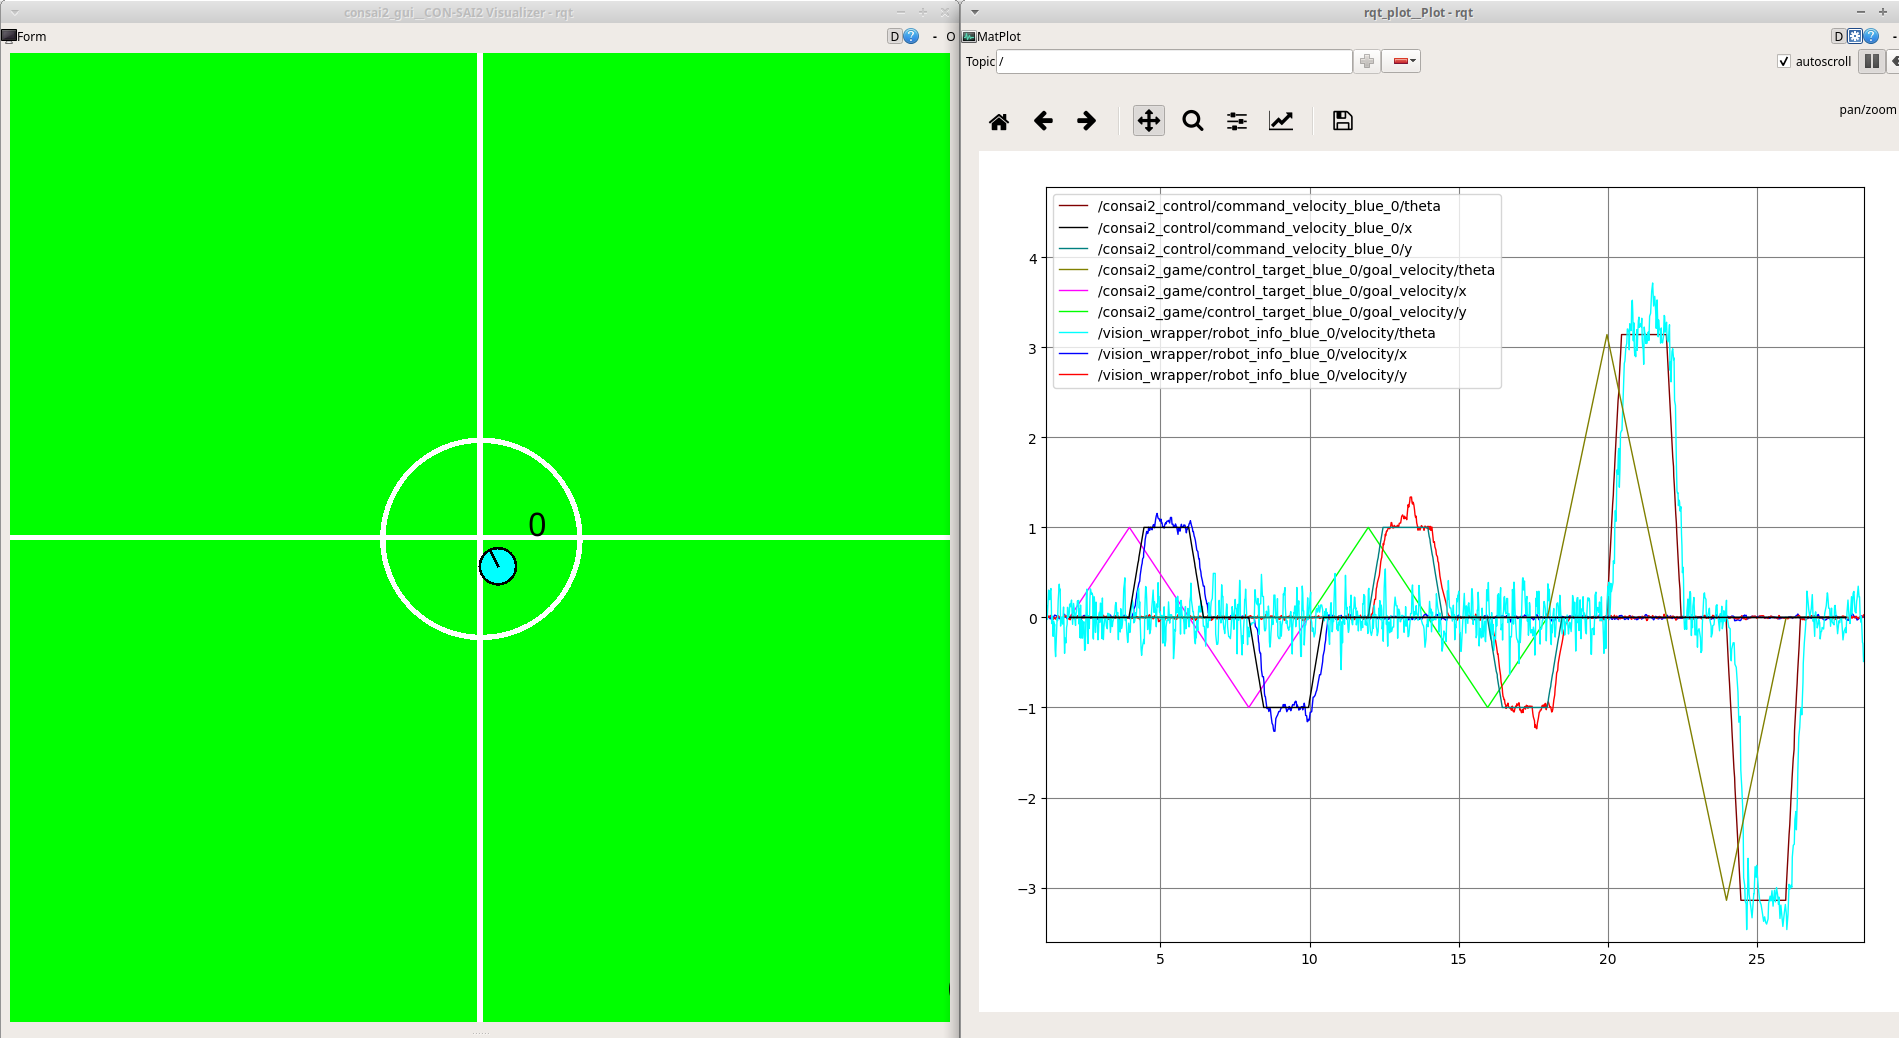 consai2_gui__CON-SAI2 Visualizer - rqt
Form
D
?
-
O
0
rqt_plot__Plot - rqt
MatPlot
D
?
-
Topic /
autoscroll
pan/zoom
/consai2_control/command_velocity_blue_0/theta
/consai2_control/command_velocity_blue_0/x
/consai2_control/command_velocity_blue_0/y
/consai2_game/control_target_blue_0/goal_velocity/theta
/consai2_game/control_target_blue_0/goal_velocity/x
/consai2_game/control_target_blue_0/goal_velocity/y
/vision_wrapper/robot_info_blue_0/velocity/theta
/vision_wrapper/robot_info_blue_0/velocity/x
/vision_wrapper/robot_info_blue_0/velocity/y
4
3
2
1
0
−1
−2
−3
5 10 15 20 25